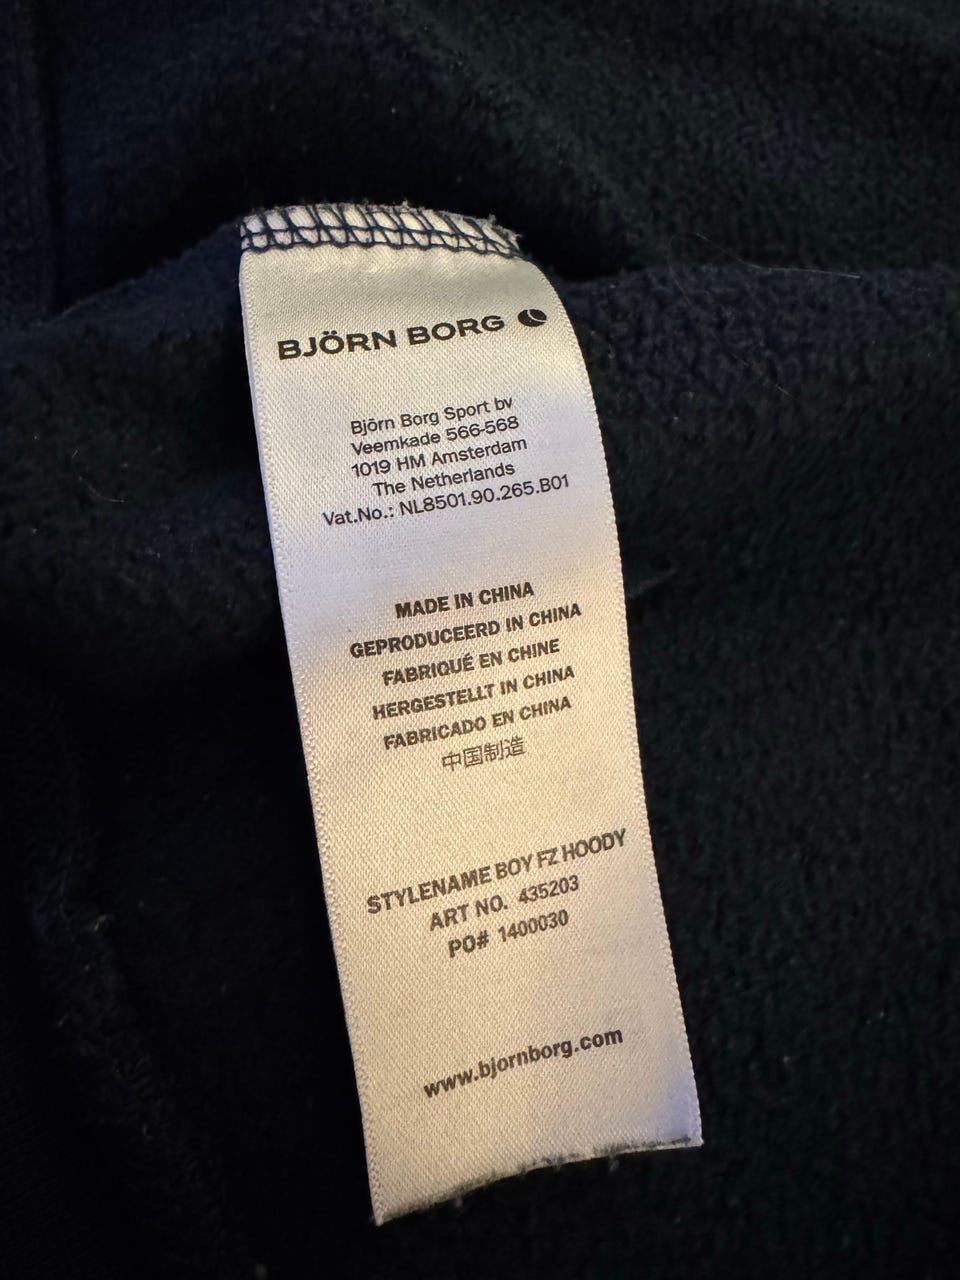 BJÖRN BORG
Björn Borg Sport bv
Veemkade 566-568
1019 HM Amsterdam
The Netherlands
Vat.No.: NL8501.90.265.B01
MADE IN CHINA
GEPRODUCEERD IN CHINA
FABRIQUÉ EN CHINE
HERGESTELLT IN CHINA
FABRICADO EN CHINA
中国制造
STYLENAME BOY FZ HOODY
ART NO. 435203
PO# 1400030
www.bjornborg.com